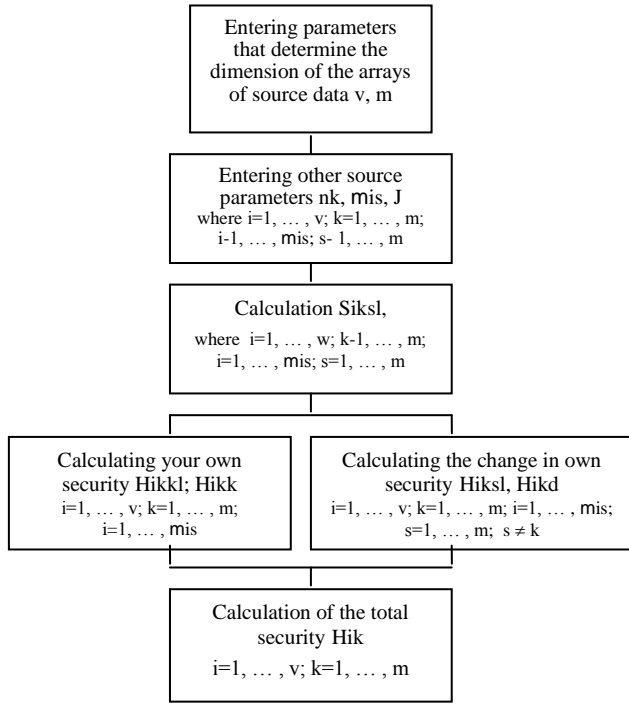 Entering parameters
that determine the
dimension of the arrays
of source data v, m
Entering other source
parameters nk, mis, J
where i=1, … , v; k=1, … , m;
i-1, … , mis; s- 1, … , m
Calculation Siksl,
where i=1, … , w; k-1, … , m;
i=1, … , mis; s=1, … , m
Calculating your own
security Hikkl; Hikk
i=1, … , v; k=1, … , m;
i=1, … , mis
Calculating the change in own
security Hiksl, Hikd
i=1, … , v; k=1, … , m; i=1, … , mis;
s=1, … , m; s ≠ k
Calculation of the total
security Hik
i=1, … , v; k=1, … , m